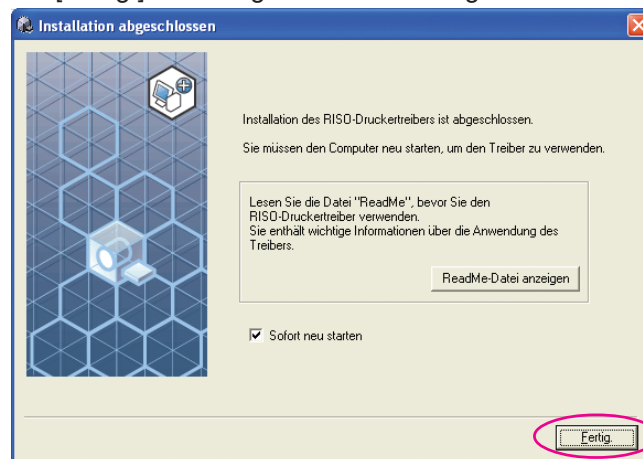 Installation abgeschlossen
Installation des RISO-Druckertreibers ist abgeschlossen.
Sie müssen den Computer neu starten, um den Treiber zu verwenden.
Lesen Sie die Datei "ReadMe", bevor Sie den
RISO-Druckertreiber verwenden.
Sie enthält wichtige Informationen über die Anwendung des
Treibers.
ReadMe-Datei anzeigen
Sofort neu starten
Fertig.